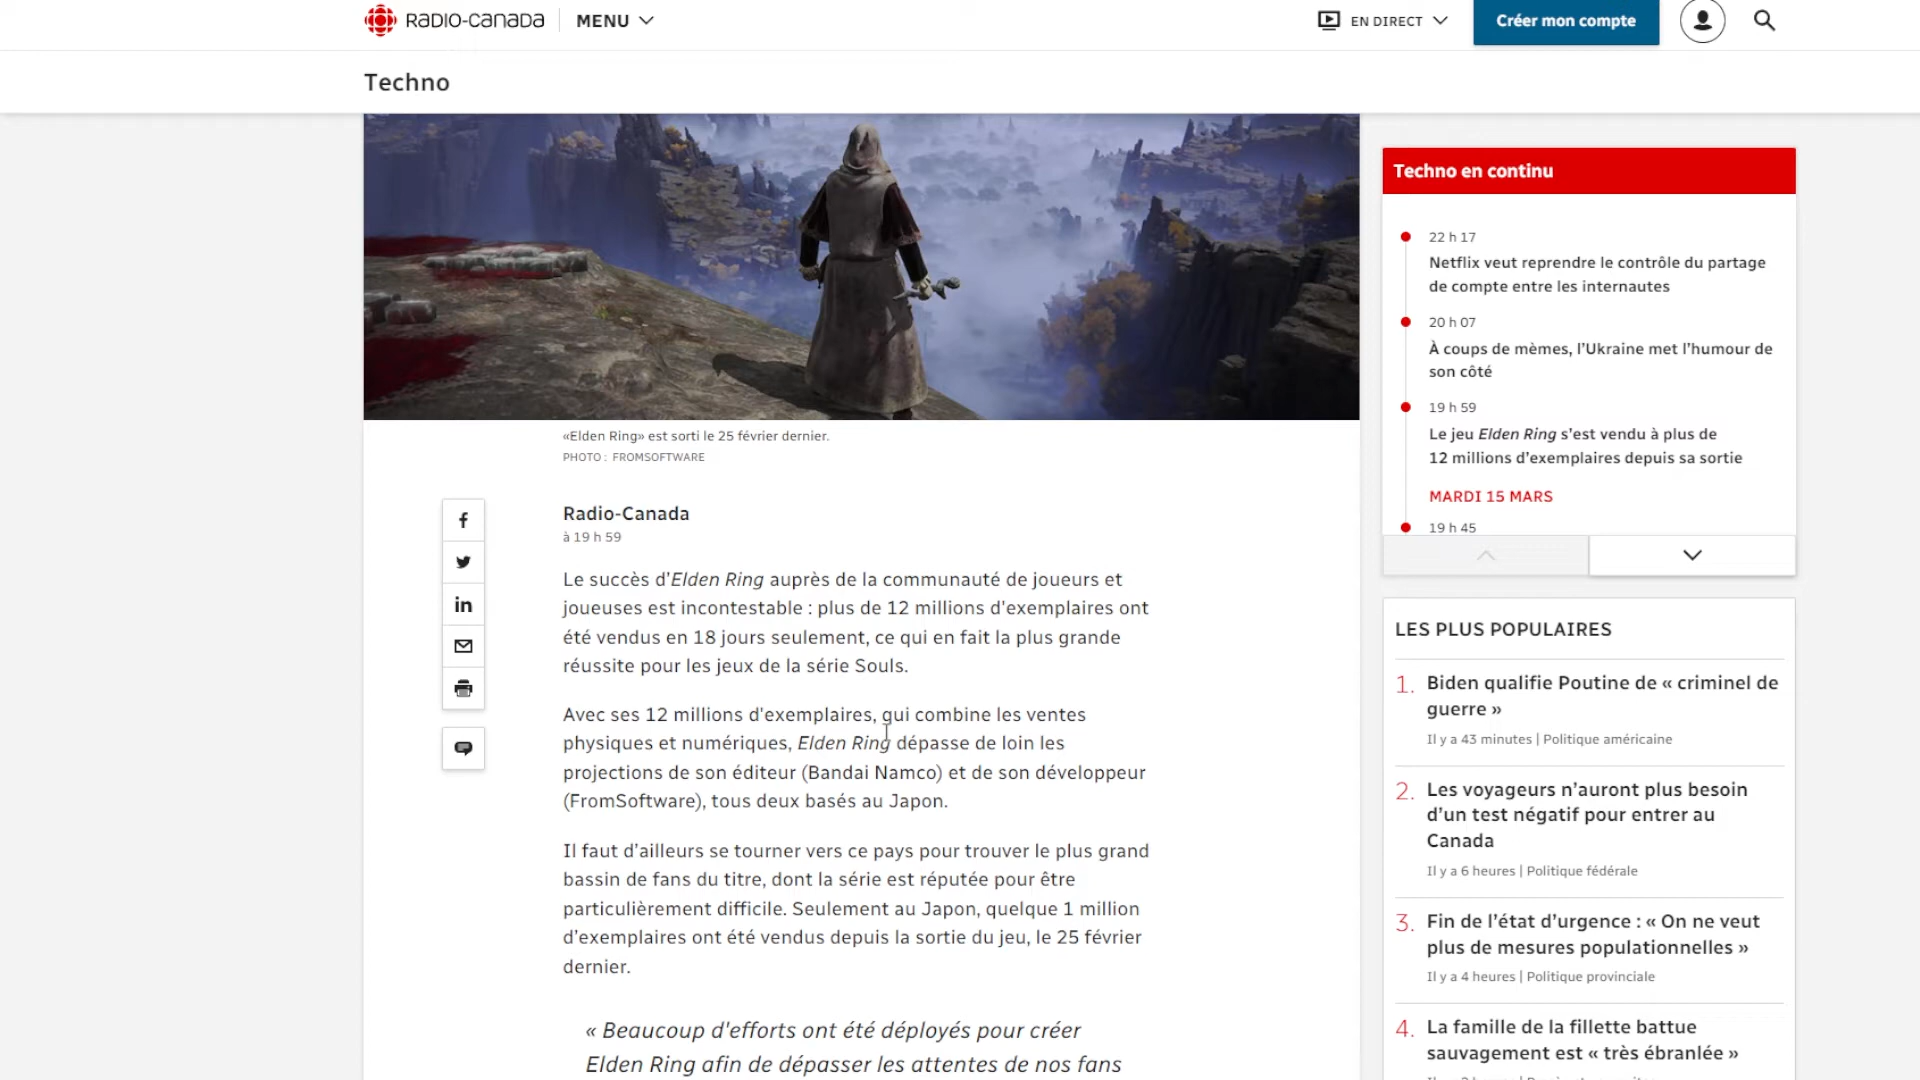 RADIO-CANADA
MENU
EN DIRECT
Créer mon compte
Techno
«Elden Ring» est sorti le 25 février dernier.
PHOTO : FROMSOFTWARE
Radio-Canada
à 19 h 59
Le succès d'Elden Ring auprès de la communauté de joueurs et
joueuses est incontestable : plus de 12 millions d'exemplaires ont
été vendus en 18 jours seulement, ce qui en fait la plus grande
réussite pour les jeux de la série Souls.
Avec ses 12 millions d'exemplaires, qui combine les ventes
physiques et numériques, Elden Ring dépasse de loin les
projections de son éditeur (Bandai Namco) et de son développeur
(FromSoftware), tous deux basés au Japon.
Il faut d’ailleurs se tourner vers ce pays pour trouver le plus grand
bassin de fans du titre, dont la série est réputée pour être
particulièrement difficile. Seulement au Japon, quelque 1 million
d’exemplaires ont été vendus depuis la sortie du jeu, le 25 février
dernier.
« Beaucoup d'efforts ont été déployés pour créer
Elden Ring afin de dépasser les attentes de nos fans
Techno en continu
22 h 17
Netflix veut reprendre le contrôle du partage
de compte entre les internautes
20 h 07
À coups de mèmes, l’Ukraine met l’humour de
son côté
19 h 59
Le jeu Elden Ring s’est vendu à plus de
12 millions d’exemplaires depuis sa sortie
MARDI 15 MARS
19 h 45
LES PLUS POPULAIRES
1. Biden qualifie Poutine de « criminel de
guerre »
Il y a 43 minutes | Politique américaine
2. Les voyageurs n’auront plus besoin
d’un test négatif pour entrer au
Canada
Il y a 6 heures | Politique fédérale
3. Fin de l’état d’urgence : « On ne veut
plus de mesures populationnelles »
Il y a 4 heures | Politique provinciale
4. La famille de la fillette battue
sauvagement est « très ébranlée »